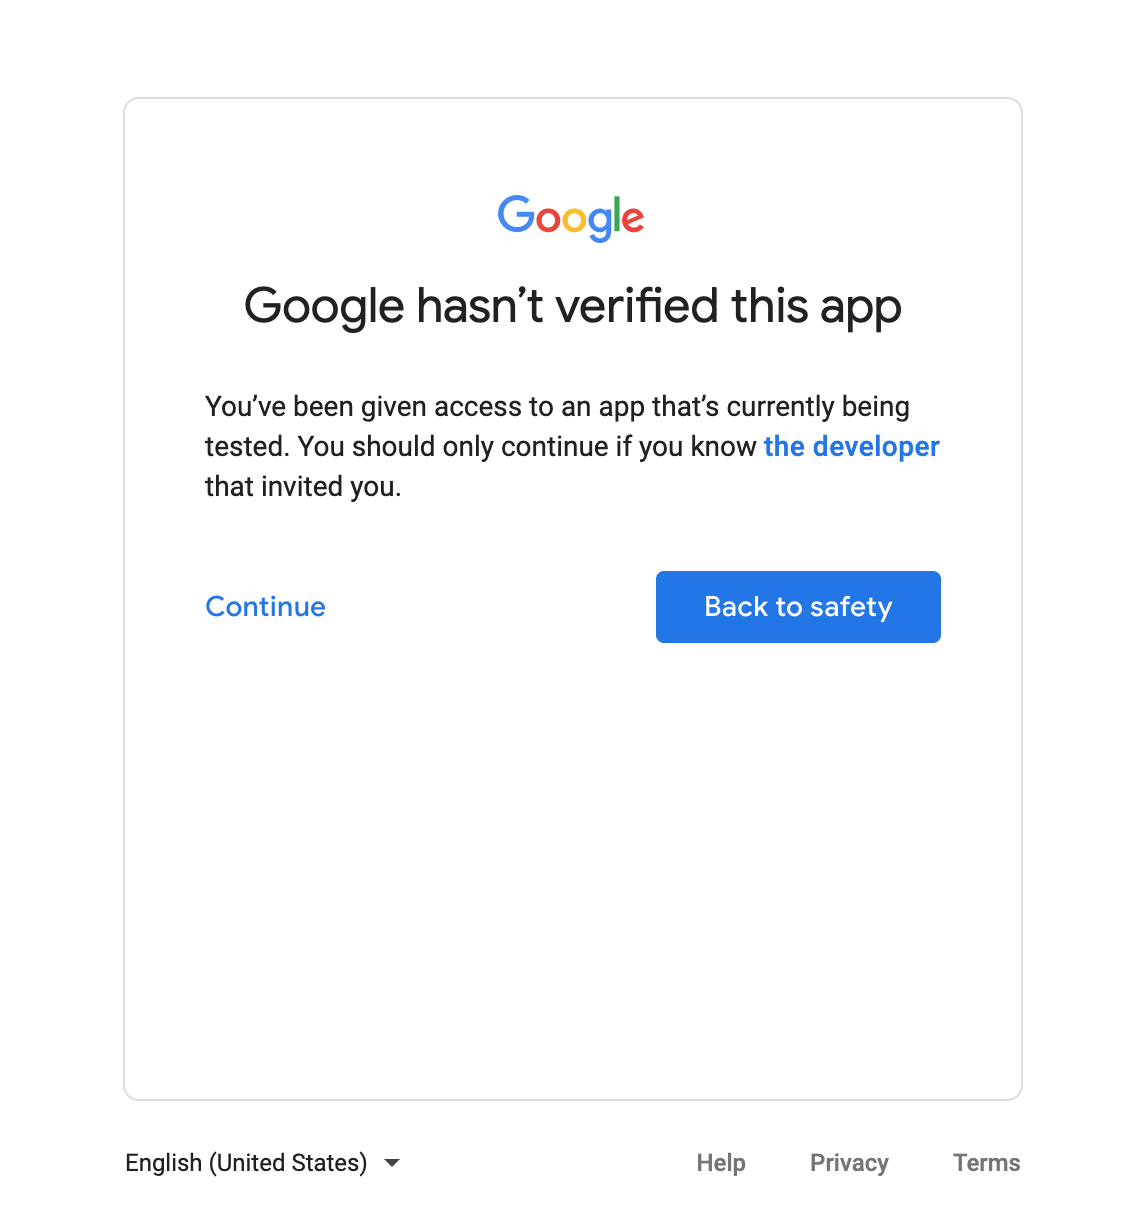 Google
Google hasn’t verified this app
You’ve been given access to an app that’s currently being
tested. You should only continue if you know the developer
that invited you.
Continue
Back to safety
English (United States)
Help
Privacy
Terms